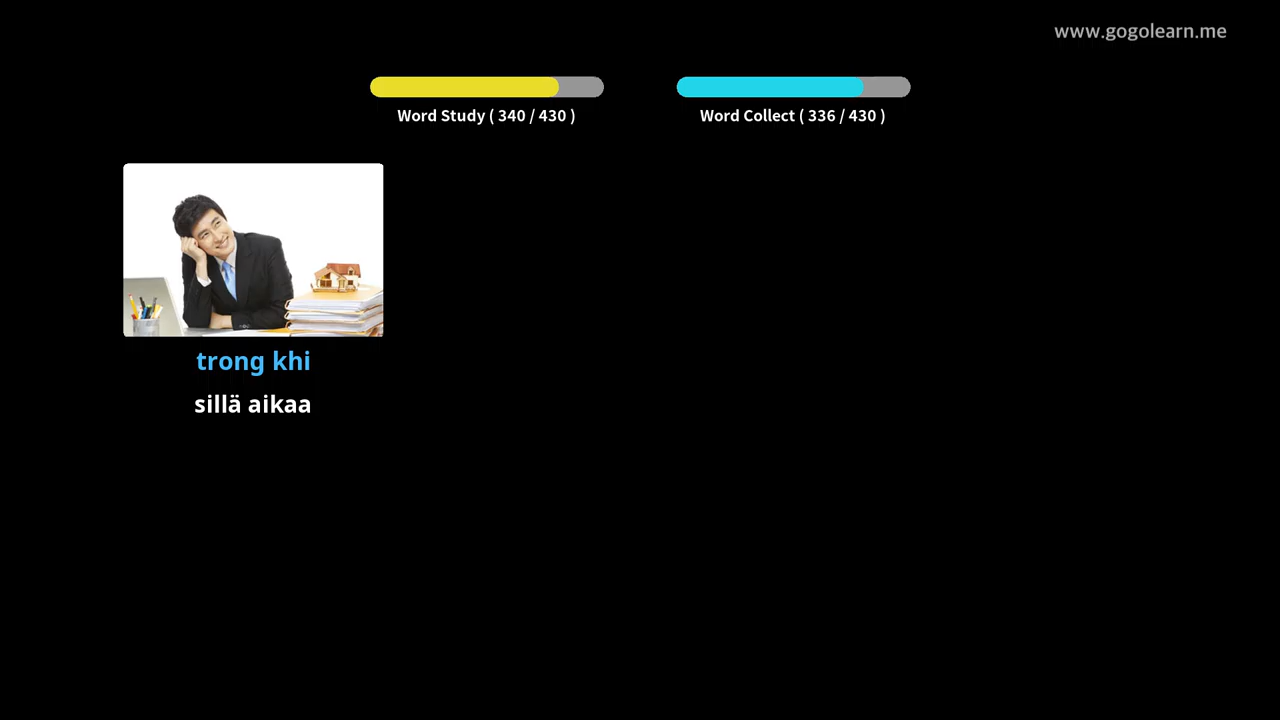 www.gogolearn.me
Word Study ( 340 / 430 )
Word Collect ( 336 / 430 )
trong khi
sillä aikaa